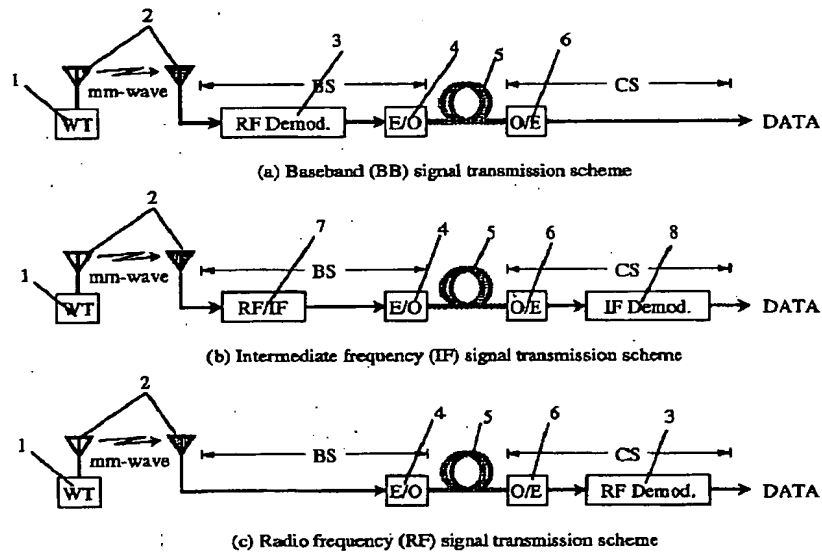 2 3 4 5 6
1 mm-wave BS CS
WT RF Demod. E/O O/E DATA
(a) Baseband (BB) signal transmission scheme
2 7 4 5 6 8
1 mm-wave BS CS
WT RF/IF E/O O/E IF Demod. DATA
(b) Intermediate frequency (IF) signal transmission scheme
2 4 5 6 3
1 mm-wave BS CS
WT E/O O/E RF Demod. DATA
(c) Radio frequency (RF) signal transmission scheme